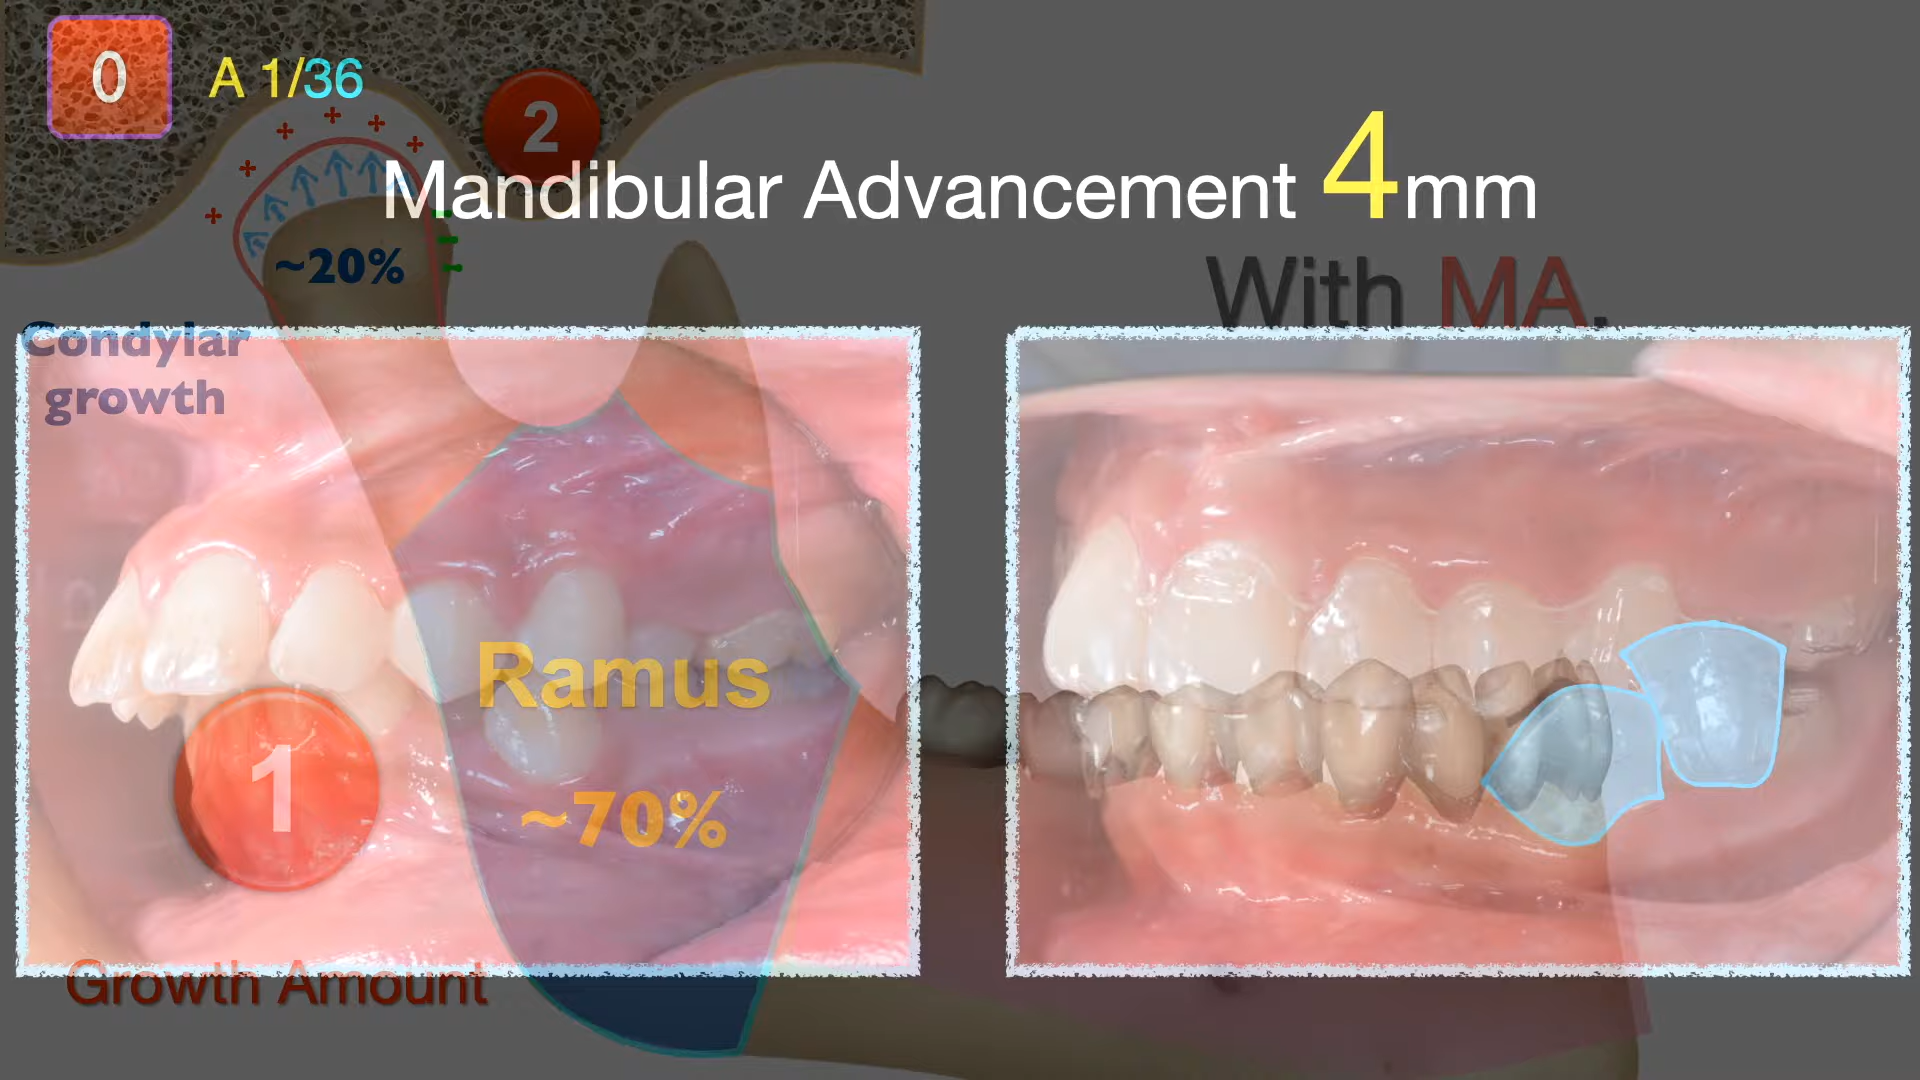 0
A 1/36
2
Mandibular Advancement 4mm
~20%
With MA.
Condylar
growth
Ramus
1
~70%
Growth Amount